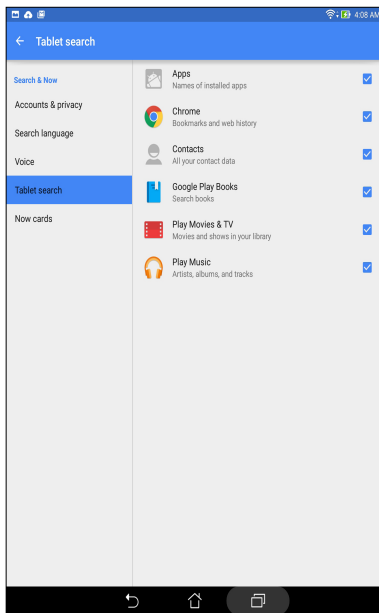 4:08 AM
Tablet search
Search & Now
Accounts & privacy
Search language
Voice
Tablet search
Now cards
Apps
Names of installed apps
Chrome
Bookmarks and web history
Contacts
All your contact data
Google Play Books
Search books
Play Movies & TV
Movies and shows in your library
Play Music
Artists, albums, and tracks